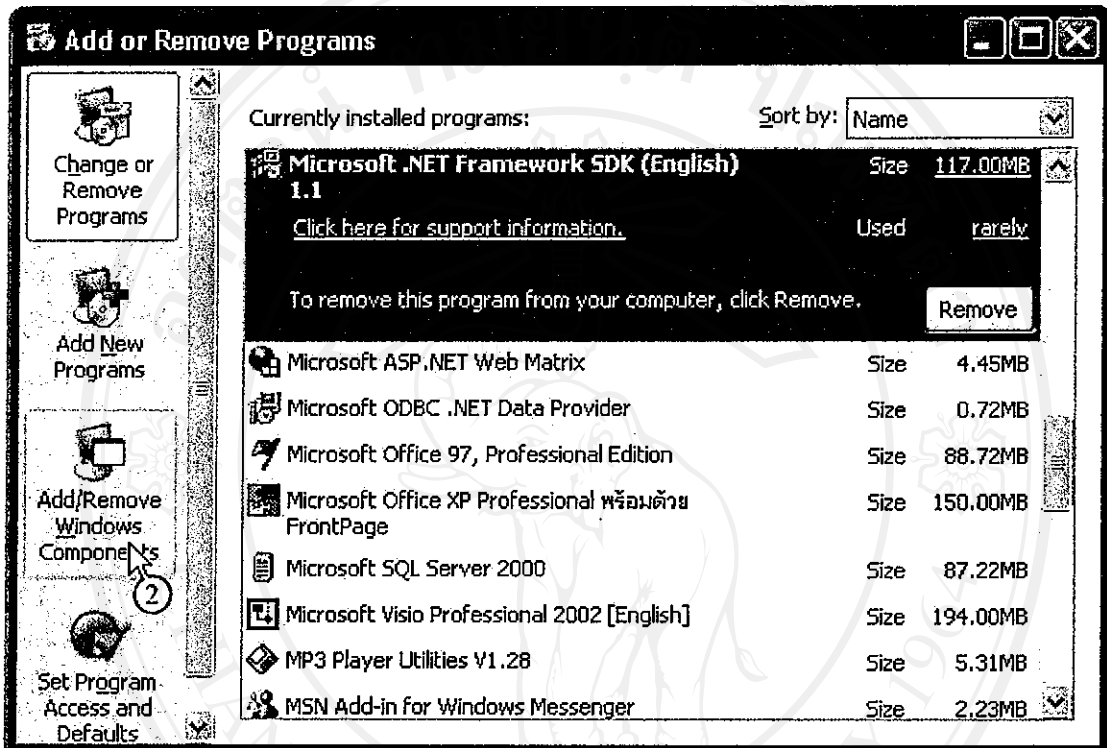 Add or Remove Programs
Change or
Remove
Programs
Add New
Programs
Add/Remove
Windows
Components
2
Set Program
Access and
Defaults
Currently installed programs:
Sort by: Name
Microsoft .NET Framework SDK (English) Size 117.00MB
1.1
Click here for support information. Used rarely
To remove this program from your computer, click Remove. Remove
Microsoft ASP.NET Web Matrix Size 4.45MB
Microsoft ODBC .NET Data Provider Size 0.72MB
Microsoft Office 97, Professional Edition Size 88.72MB
Microsoft Office XP Professional พร้อมด้วย Size 150.00MB
FrontPage
Microsoft SQL Server 2000 Size 87.22MB
Microsoft Visio Professional 2002 [English] Size 194.00MB
MP3 Player Utilities V1.28 Size 5.31MB
MSN Add-in for Windows Messenger Size 2.23MB